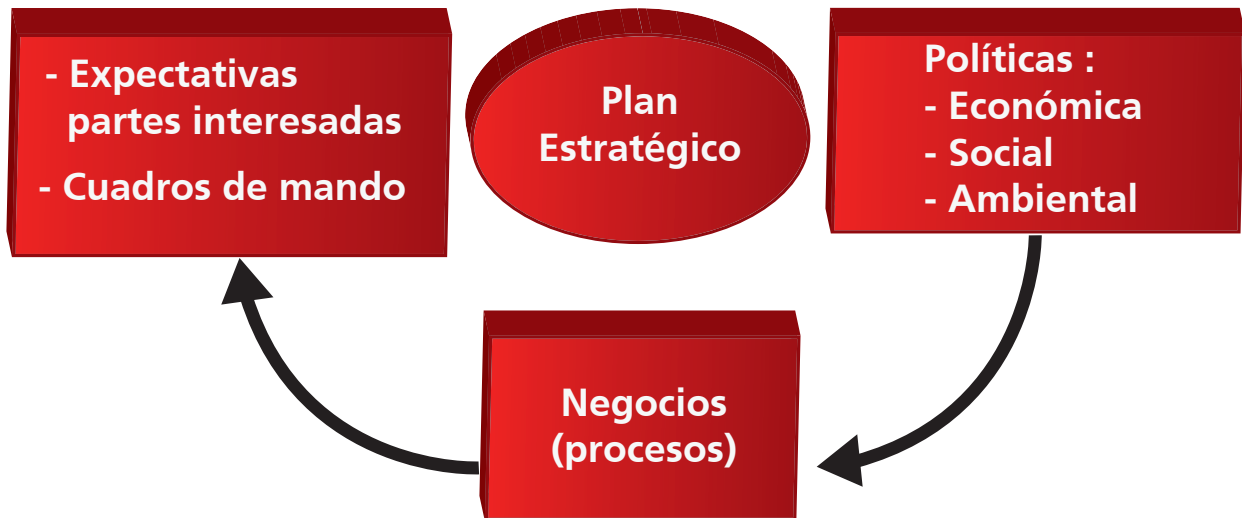 - Expectativas
partes interesadas
- Cuadros de mando
Plan
Estratégico
Políticas :
- Económica
- Social
- Ambiental
Negocios
(procesos)